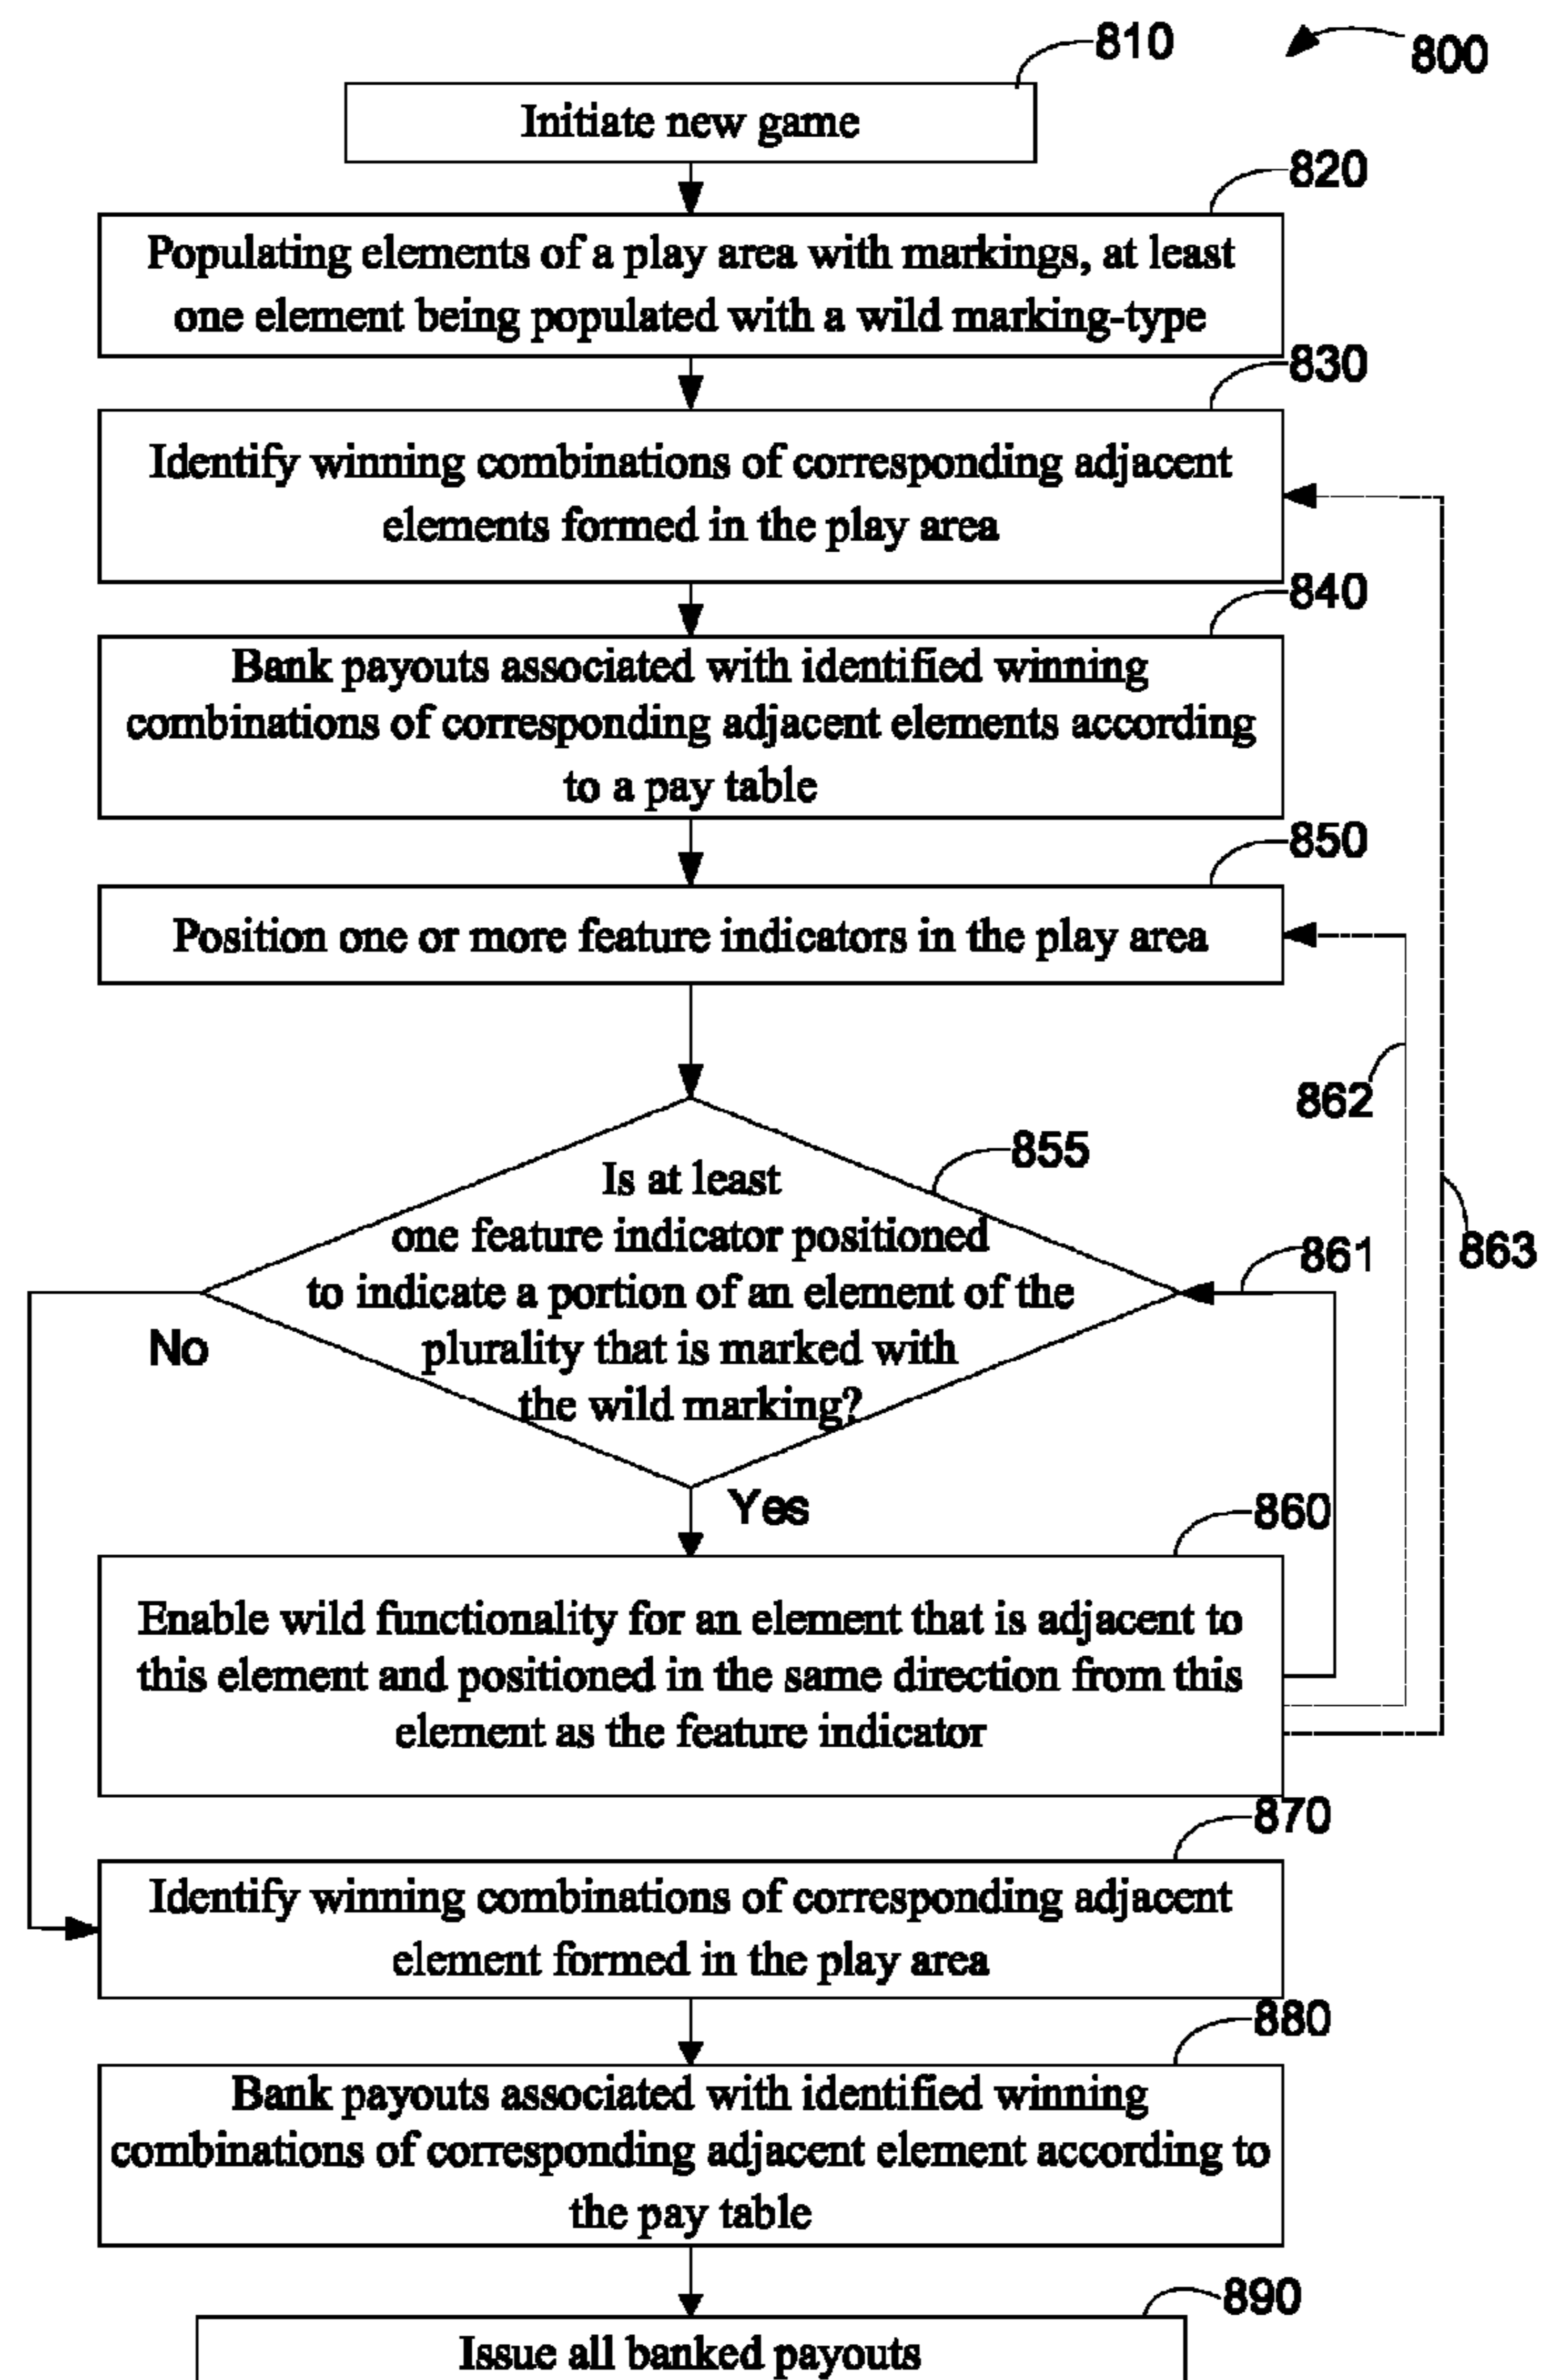 810
800
Initiate new game
820
Populating elements of a play area with markings, at least
one element being populated with a wild marking-type
830
Identify winning combinations of corresponding adjacent
elements formed in the play area
840
Bank payouts associated with identified winning
combinations of corresponding adjacent elements according
to a pay table
850
Position one or more feature indicators in the play area
862
855
Is at least
one feature indicator positioned
to indicate a portion of an element of the
plurality that is marked with
the wild marking?
861
863
No
Yes
860
Enable wild functionality for an element that is adjacent to
this element and positioned in the same direction from this
element as the feature indicator
870
Identify winning combinations of corresponding adjacent
element formed in the play area
880
Bank payouts associated with identified winning
combinations of corresponding adjacent element according to
the pay table
890
Issue all banked payouts